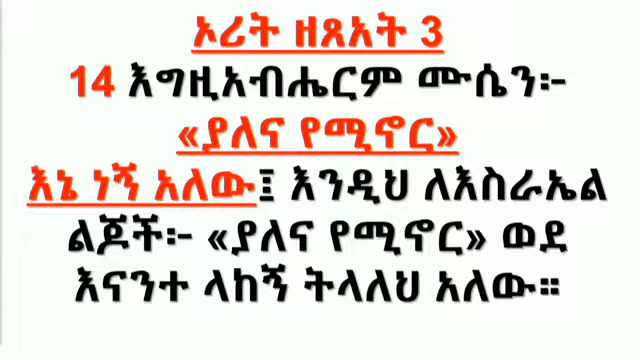 ኦሪት ዘጸአት 3
14 እግዚአብሔርም ሙሴን፡-
«ያለና የሚኖር»
እኔ ነኝ አለው፤ እንዲህ ለእስራኤል
ልጆች፡- «ያለና የሚኖር» ወደ
እናንተ ላከኝ ትላለህ አለው።